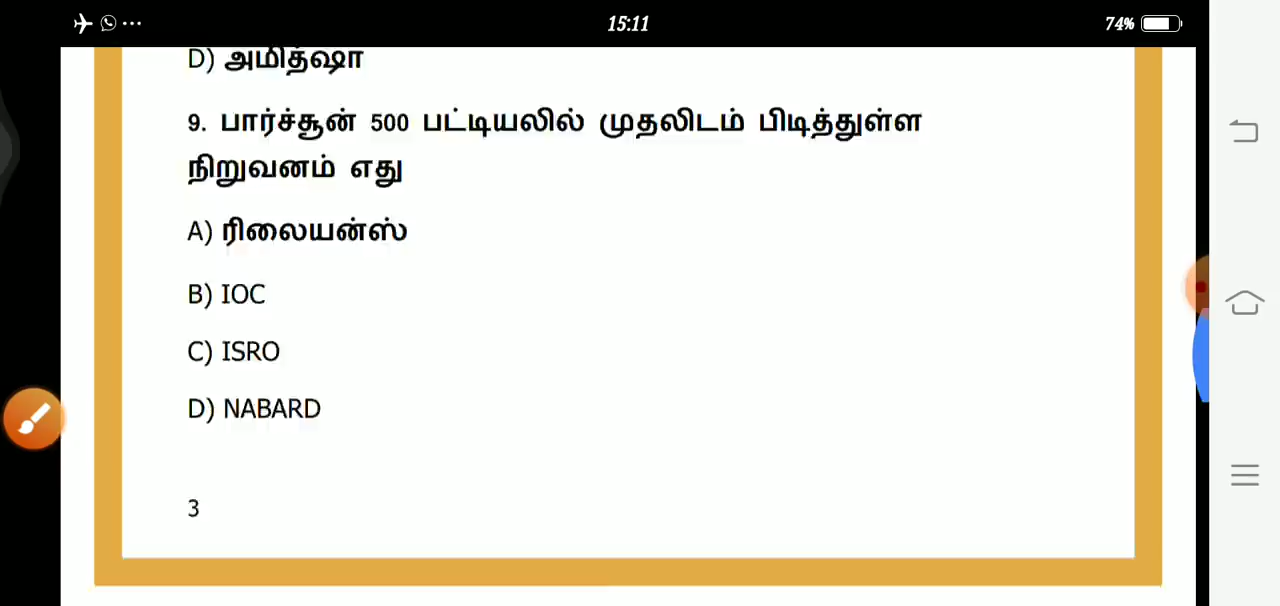 15:11
74%
D) அமித்ஷா
9. பார்ச்சூன் 500 பட்டியலில் முதலிடம் பிடித்துள்ள
நிறுவனம் எது
A) ரிலையன்ஸ்
B) IOC
C) ISRO
D) NABARD
3